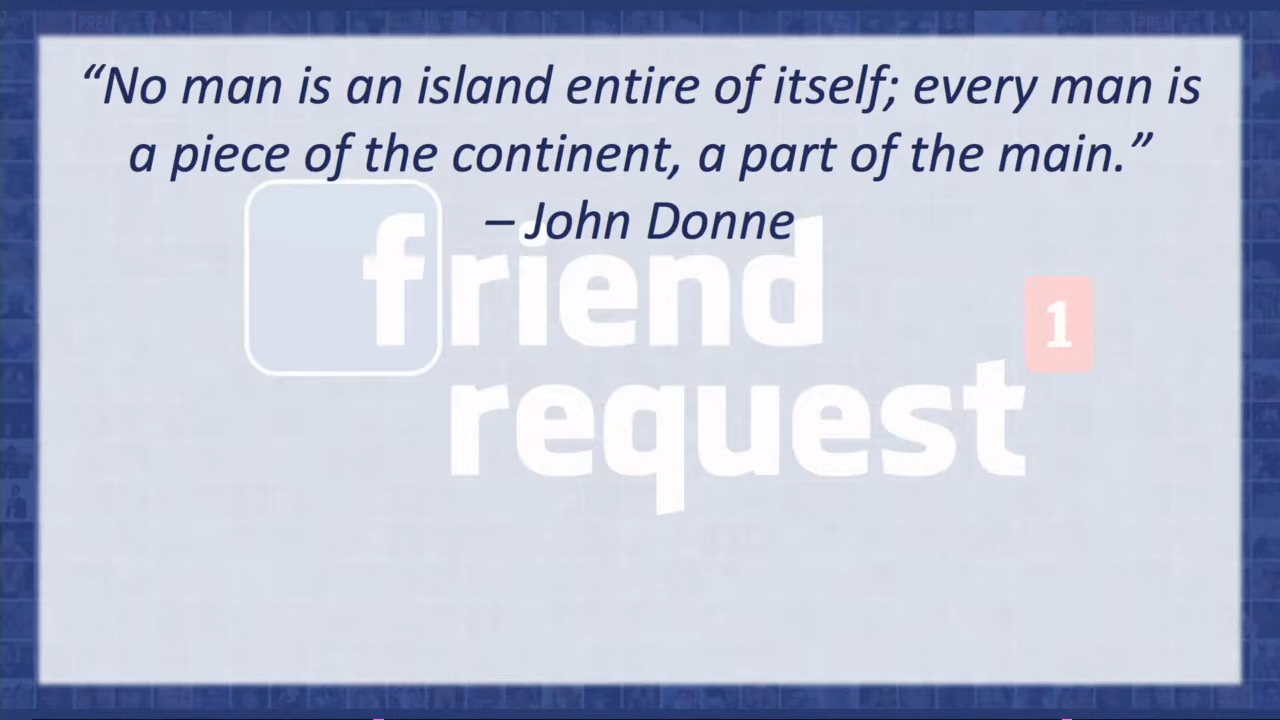 “No man is an island entire of itself; every man is
a piece of the continent, a part of the main.”
– John Donne
friend
1
request